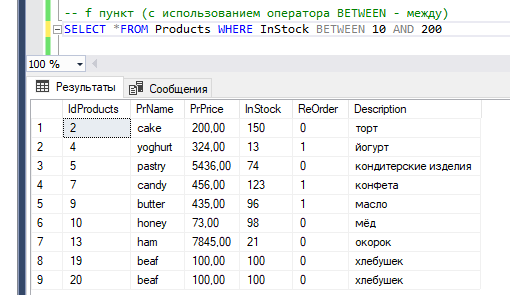 -- f пункт (с использованием оператора BETWEEN - между)
SELECT *FROM Products WHERE InStock BETWEEN 10 AND 200
100 %
Результаты Сообщения
IdProducts PrName PrPrice InStock ReOrder Description
1 2 cake 200,00 150 0 торт
2 4 yoghurt 324,00 13 1 йогурт
3 5 pastry 5436,00 74 0 кондитерские изделия
4 7 candy 456,00 123 1 конфета
5 9 butter 435,00 96 1 масло
6 10 honey 73,00 98 0 мёд
7 13 ham 7845,00 21 0 окорок
8 19 beaf 100,00 100 0 хлебушек
9 20 beaf 100,00 100 0 хлебушек